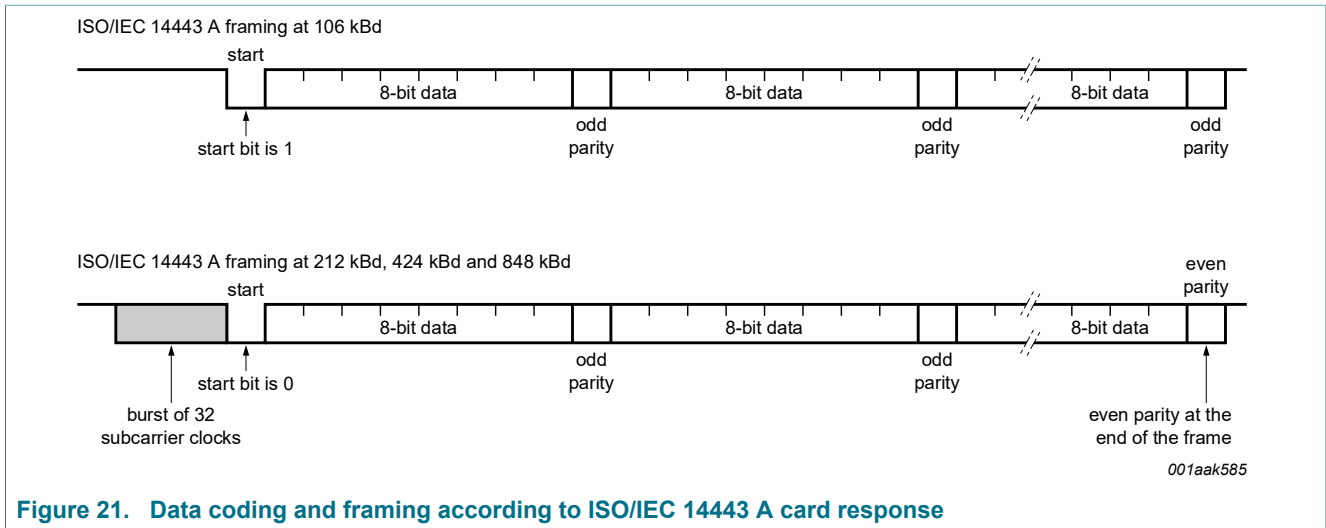 ISO/IEC 14443 A framing at 106 kBd
start
8-bit data
8-bit data
8-bit data
odd
parity
odd
parity
odd
parity
start bit is 1
ISO/IEC 14443 A framing at 212 kBd, 424 kBd and 848 kBd
even
parity
start
8-bit data
8-bit data
8-bit data
odd
parity
odd
parity
start bit is 0
burst of 32
subcarrier clocks
even parity at the
end of the frame
001aak585
Figure 21. Data coding and framing according to ISO/IEC 14443 A card response